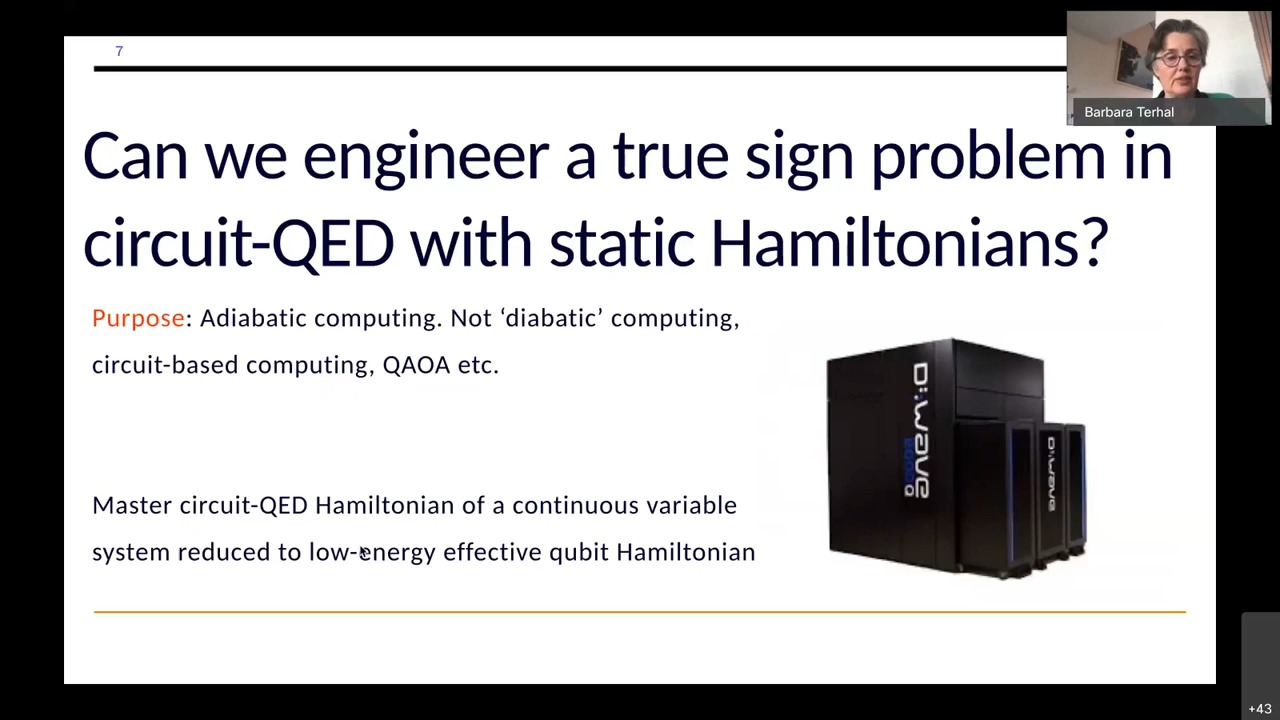 7
Barbara Terhal
Can we engineer a true sign problem in
circuit-QED with static Hamiltonians?
Purpose: Adiabatic computing. Not ‘diabatic’ computing,
circuit-based computing, QAOA etc.
D:wave
D:wave
Master circuit-QED Hamiltonian of a continuous variable
system reduced to low-energy effective qubit Hamiltonian
+43